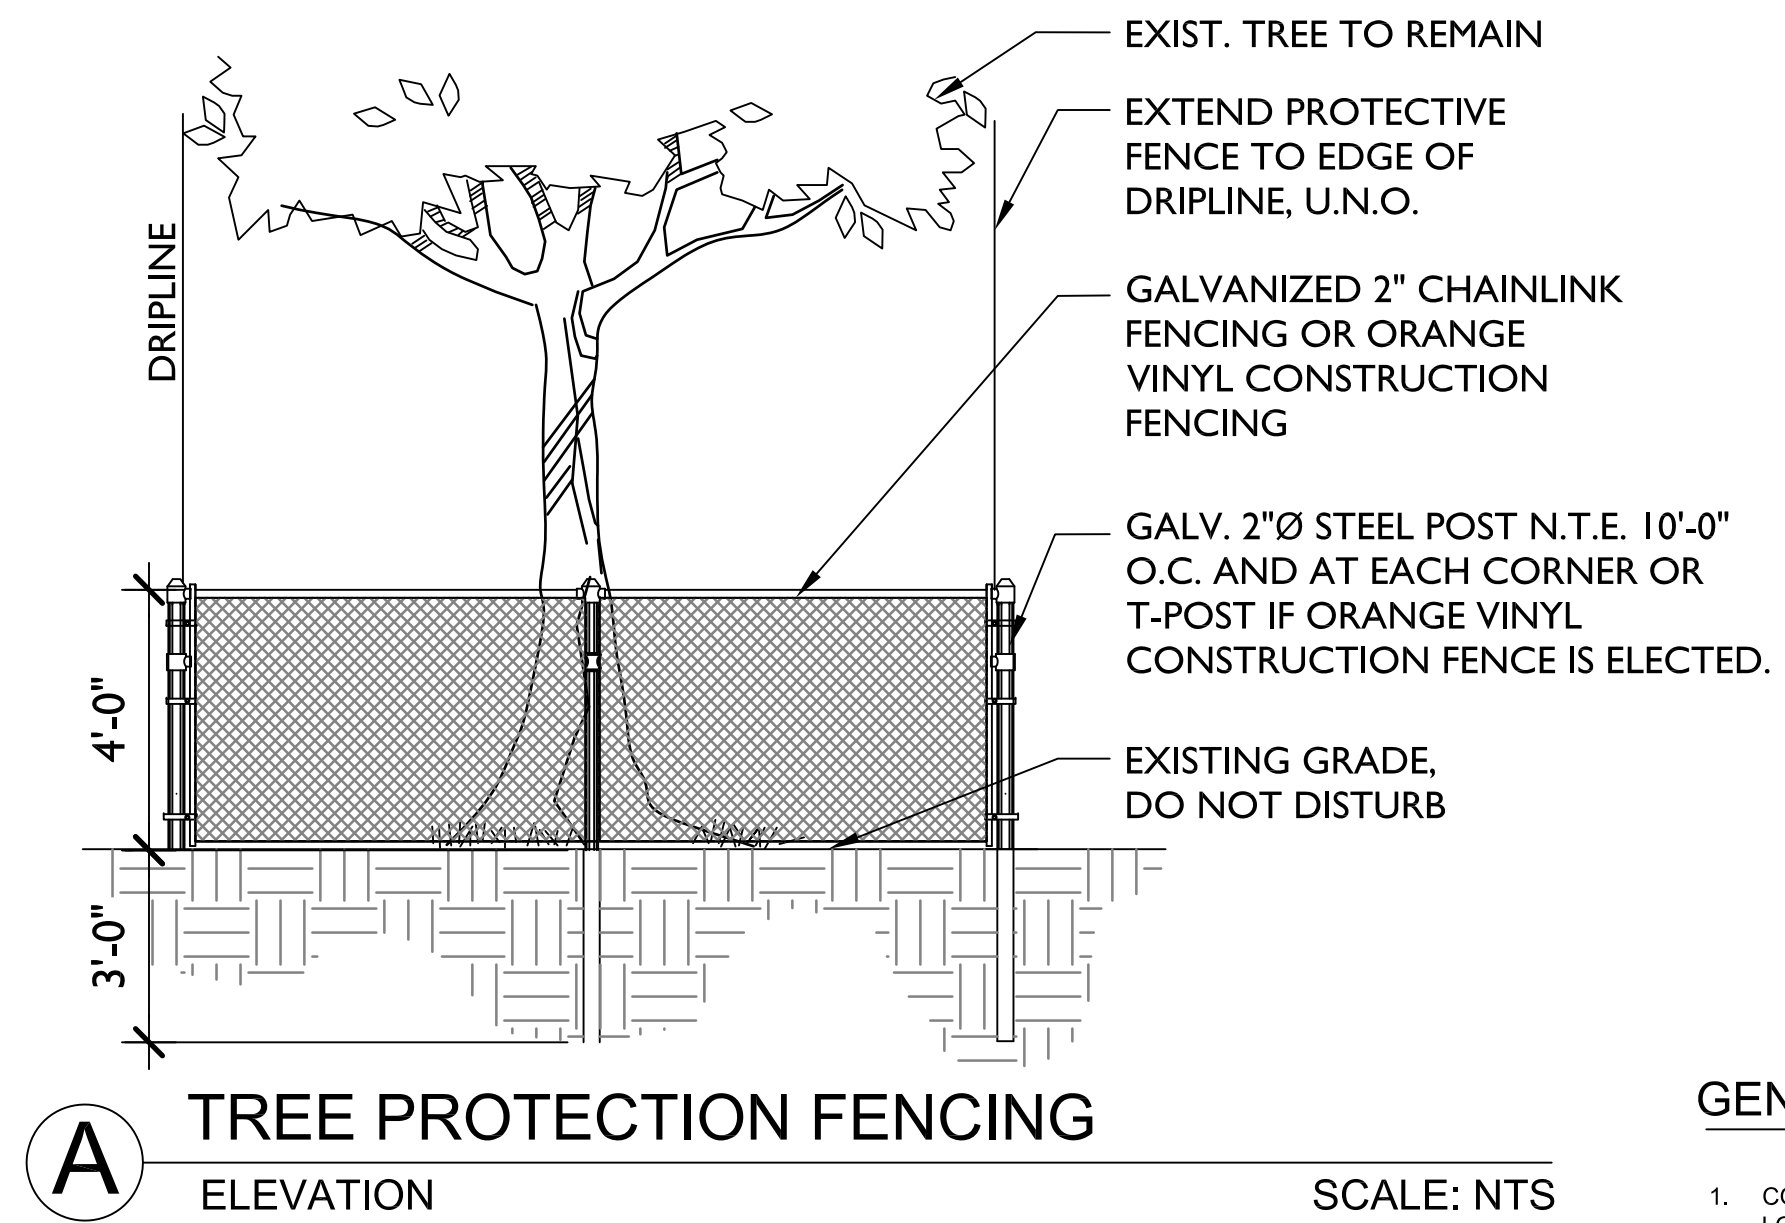 EXIST. TREE TO REMAIN
EXTEND PROTECTIVE
FENCE TO EDGE OF
DRIPLINE, U.N.O.
DRIPLINE
GALVANIZED 2" CHAINLINK
FENCING OR ORANGE
VINYL CONSTRUCTION
FENCING
GALV. 2"Ø STEEL POST N.T.E. 10'-0"
O.C. AND AT EACH CORNER OR
T-POST IF ORANGE VINYL
CONSTRUCTION FENCE IS ELECTED.
4'-0"
EXISTING GRADE,
DO NOT DISTURB
3'-0"
A
TREE PROTECTION FENCING
ELEVATION
SCALE: NTS
1.